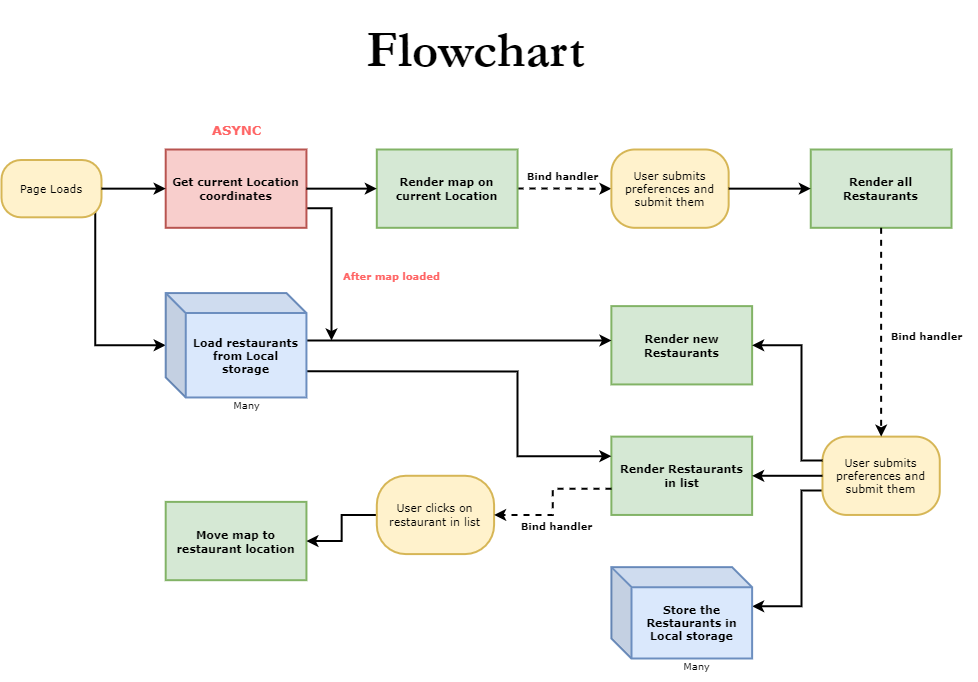 Flowchart
ASYNC
Page Loads
Get current Location
coordinates
Render map on
current Location
Bind handler
User submits
preferences and
submit them
Render all
Restaurants
After map loaded
Load restaurants
from Local
storage
Many
Render new
Restaurants
Bind handler
Render Restaurants
in list
User submits
preferences and
submit them
User clicks on
restaurant in list
Bind handler
Move map to
restaurant location
Store the
Restaurants in
Local storage
Many